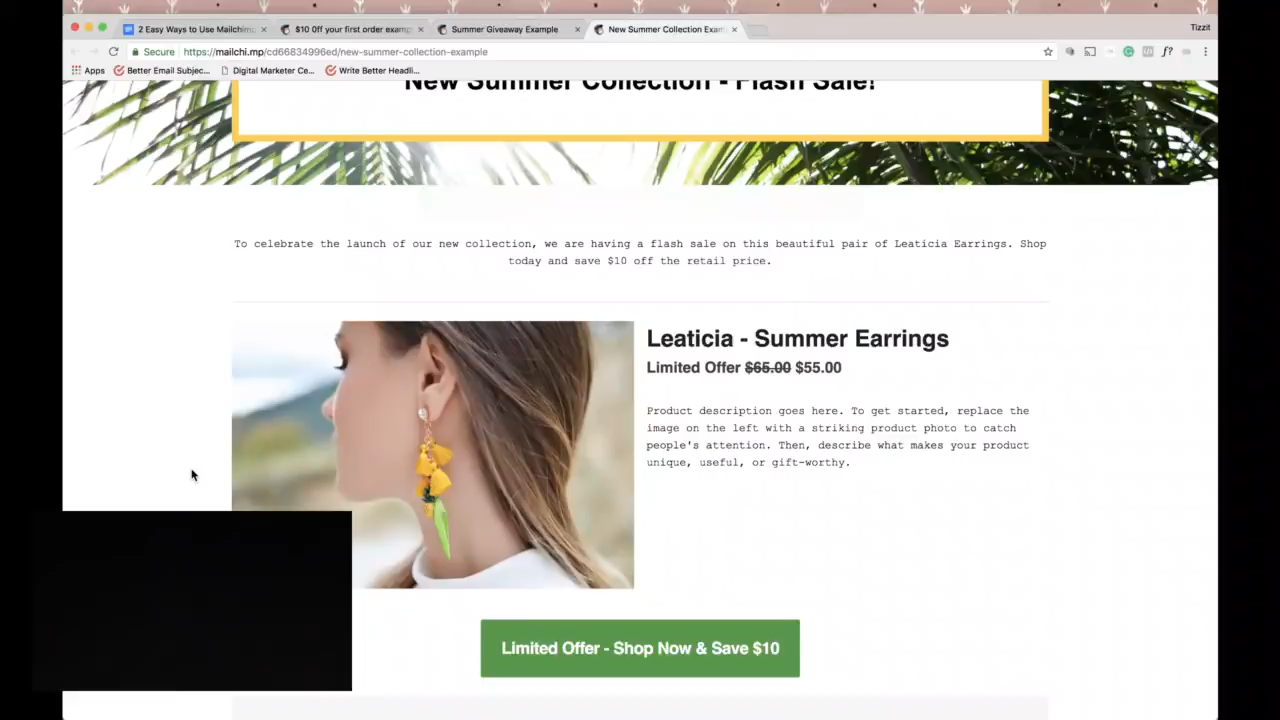 2 Easy Ways to Use Mailchimp
$10 Off your first order examp
Summer Giveaway Example
New Summer Collection Exam
Tizzit
Secure
https://mailchi.mp/cd66834996ed/new-summer-collection-example
Apps
Better Email Subjec...
Digital Marketer Ce...
Write Better Headli...
New Summer Collection - Flash Sale!
To celebrate the launch of our new collection, we are having a flash sale on this beautiful pair of Leaticia Earrings. Shop
today and save $10 off the retail price.
Leaticia - Summer Earrings
Limited Offer $65.00 $55.00
Product description goes here. To get started, replace the
image on the left with a striking product photo to catch
people's attention. Then, describe what makes your product
unique, useful, or gift-worthy.
Limited Offer - Shop Now & Save $10